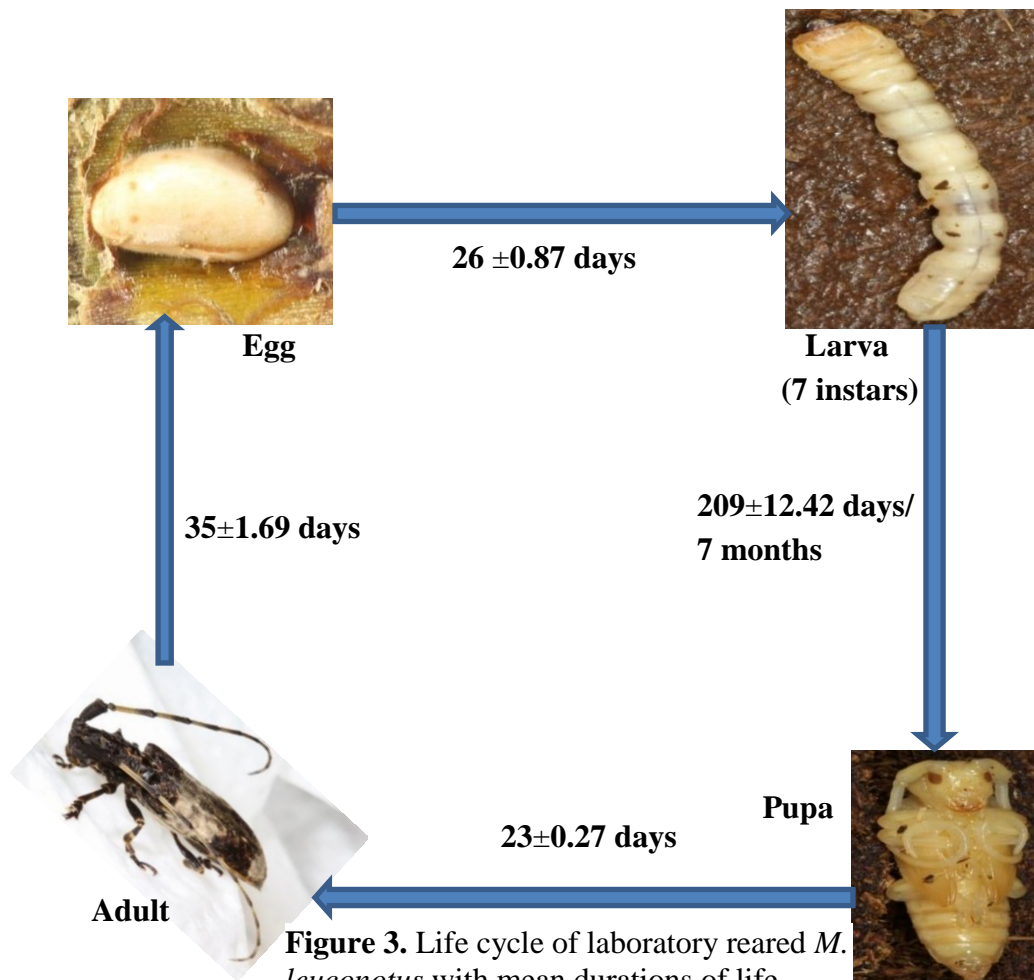 26 ±0.87 days
Egg
Larva
(7 instars)
35±1.69 days
209±12.42 days/
7 months
Pupa
23±0.27 days
Adult
Figure 3. Life cycle of laboratory reared M.
leuconotus with mean durations of life